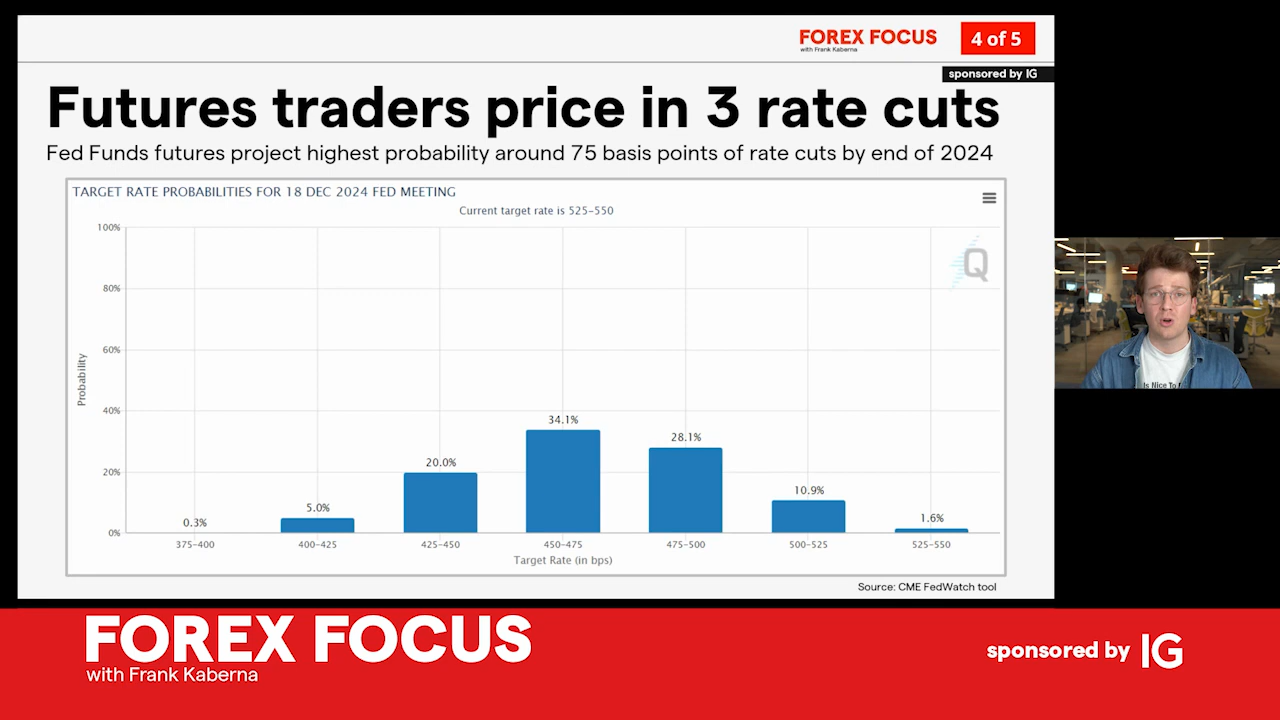 FOREX FOCUS
with Frank Kaberna
4 of 5
sponsored by IG
Futures traders price in 3 rate cuts
Fed Funds futures project highest probability around 75 basis points of rate cuts by end of 2024
TARGET RATE PROBABILITIES FOR 18 DEC 2024 FED MEETING
Current target rate is 525–550
100%
80%
60%
40%
20%
0%
Probability
Q
0.3%
5.0%
20.0%
34.1%
28.1%
10.9%
1.6%
375–400
400–425
425–450
450–475
475–500
500–525
525–550
Target Rate (in bps)
Source: CME FedWatch tool
Is Nice To
FOREX FOCUS
with Frank Kaberna
sponsored by IG